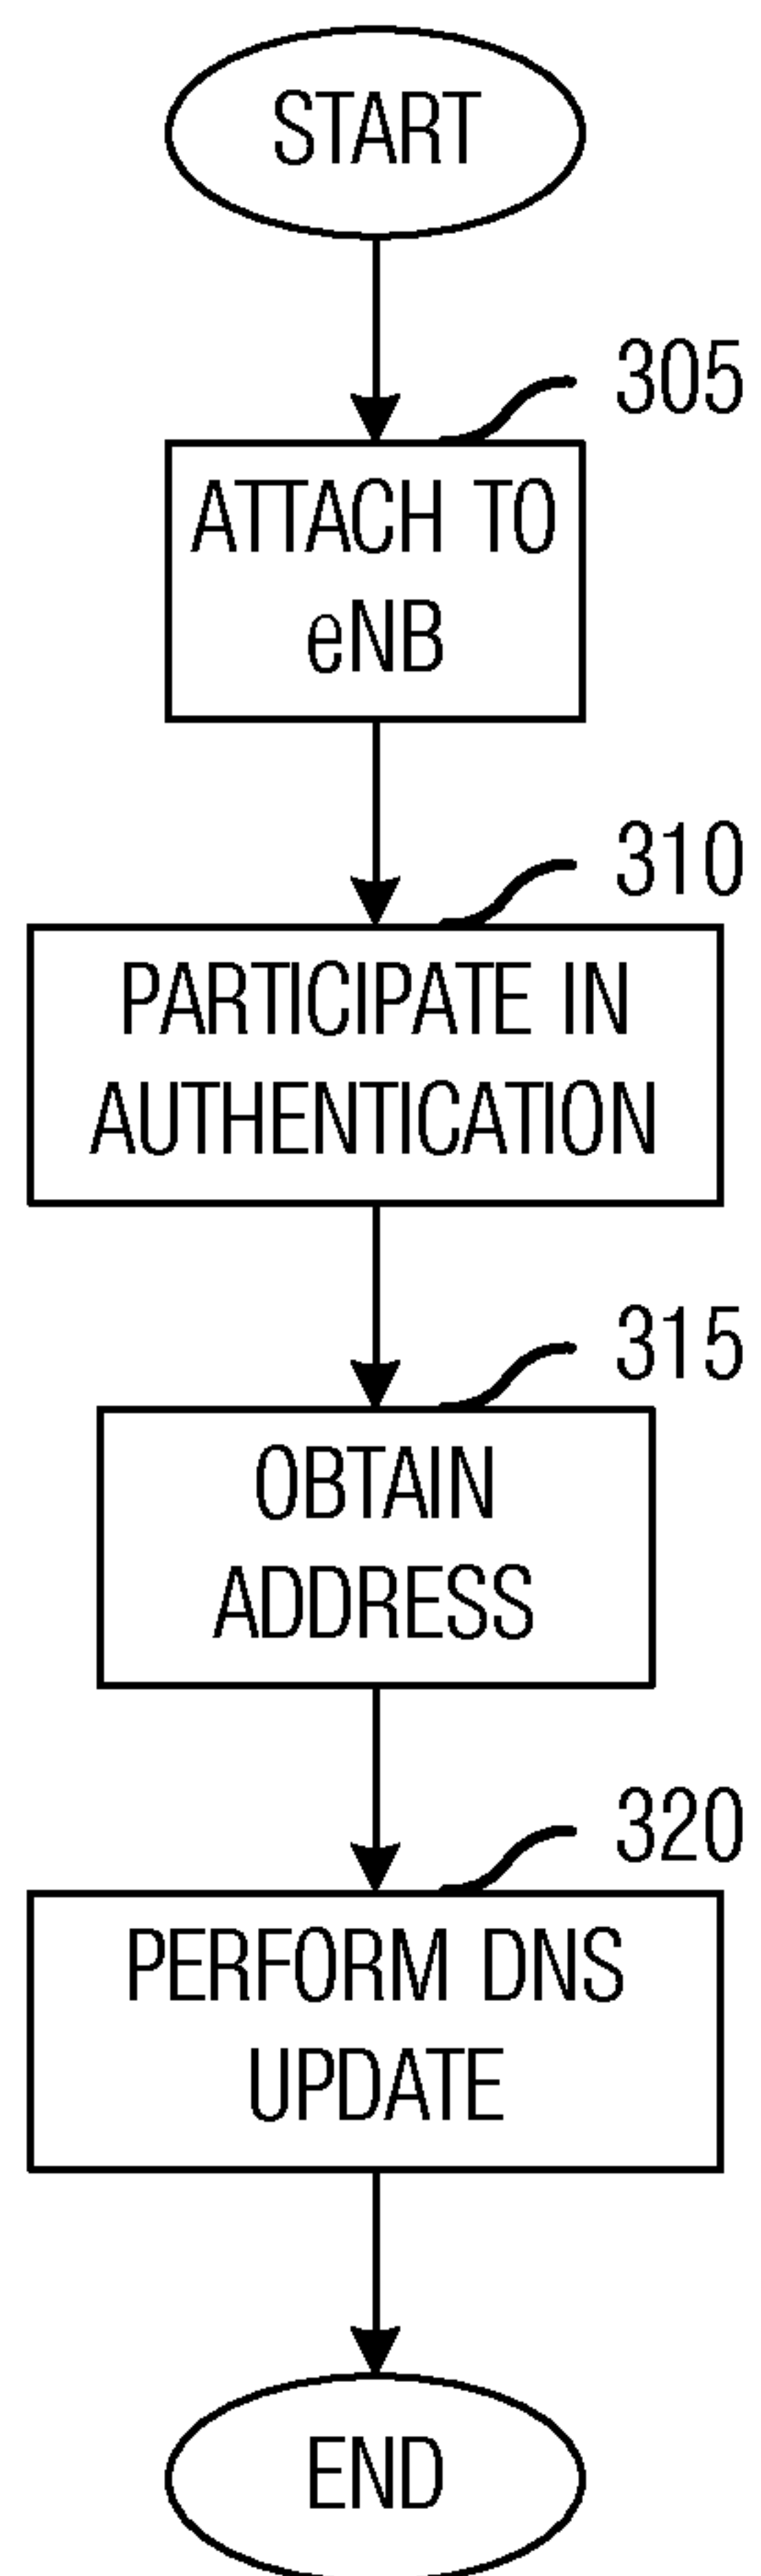 START
305
ATTACH TO
eNB
310
PARTICIPATE IN
AUTHENTICATION
315
OBTAIN
ADDRESS
320
PERFORM DNS
UPDATE
END